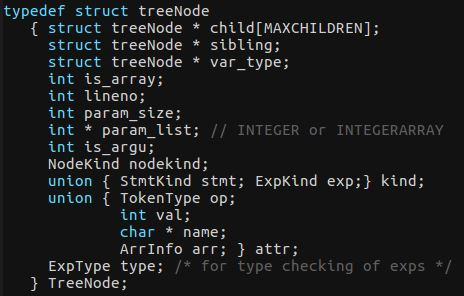 typedef struct treeNode
   { struct treeNode * child[MAXCHILDREN];
     struct treeNode * sibling;
     struct treeNode * var_type;
     int is_array;
     int lineno;
     int param_size;
     int * param_list; // INTEGER or INTEGERARRAY
     int is_argu;
     NodeKind nodekind;
     union { StmtKind stmt; ExpKind exp;} kind;
     union { TokenType op;
             int val;
             char * name;
             ArrInfo arr; } attr;
     ExpType type; /* for type checking of exps */
   } TreeNode;